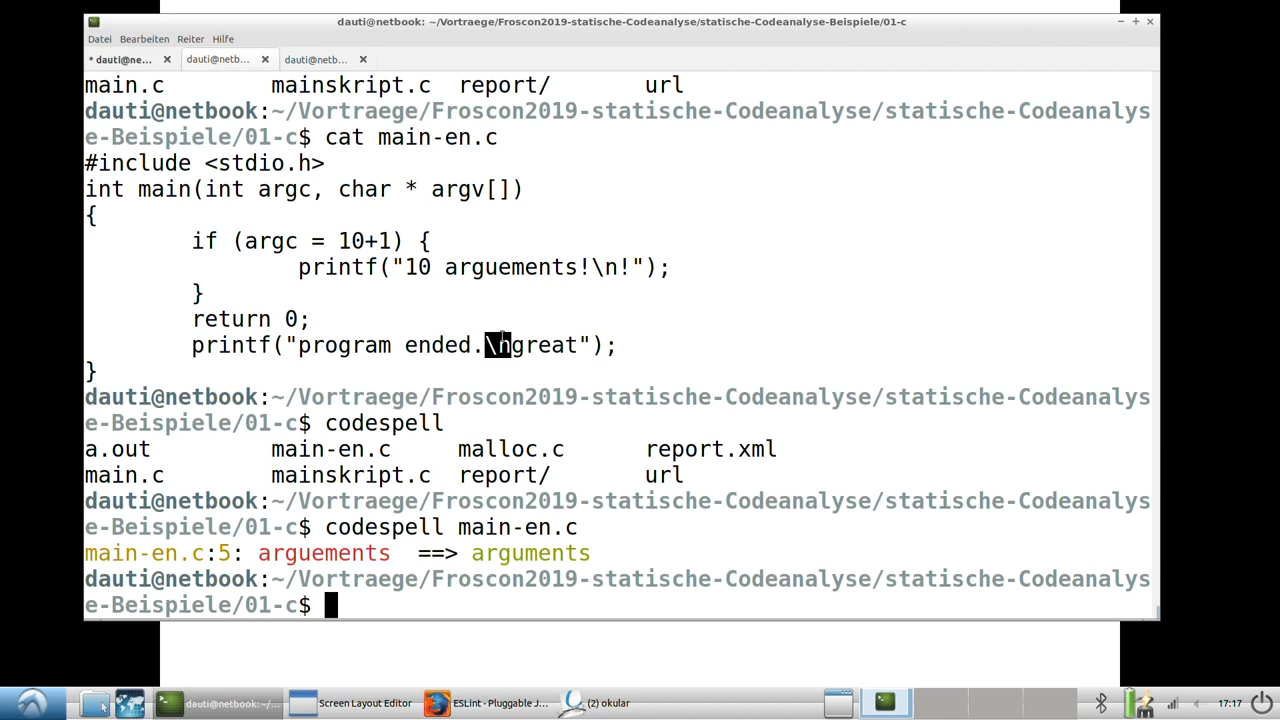 dauti@netbook: ~/Vortraege/Froscon2019-statische-Codeanalyse/statische-Codeanalyse-Beispiele/01-c
Datei Bearbeiten Reiter Hilfe
* dauti@ne... dauti@netb... dauti@netb...
main.c mainskript.c report/ url
dauti@netbook:~/Vortraege/Froscon2019-statische-Codeanalyse/statische-Codeanalys
e-Beispiele/01-c$ cat main-en.c
#include <stdio.h>
int main(int argc, char * argv[])
{
if (argc = 10+1) {
printf("10 arguements!\n!");
}
return 0;
printf("program ended.\ngreat");
}
dauti@netbook:~/Vortraege/Froscon2019-statische-Codeanalyse/statische-Codeanalys
e-Beispiele/01-c$ codespell
a.out main-en.c malloc.c report.xml
main.c mainskript.c report/ url
dauti@netbook:~/Vortraege/Froscon2019-statische-Codeanalyse/statische-Codeanalys
e-Beispiele/01-c$ codespell main-en.c
main-en.c:5: arguements ==> arguments
dauti@netbook:~/Vortraege/Froscon2019-statische-Codeanalyse/statische-Codeanalys
e-Beispiele/01-c$
dauti@netbook: ~/... Screen Layout Editor ESLint - Pluggable J... (2) okular 17:17